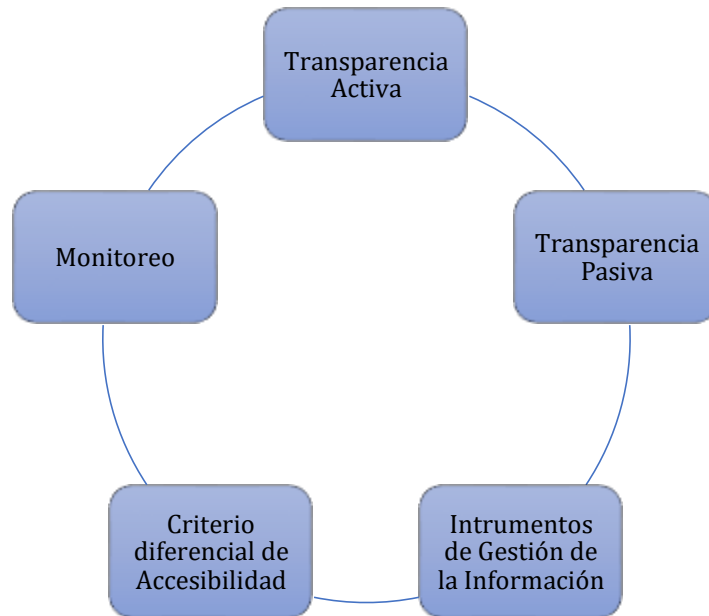 Transparencia
Activa
Transparencia
Pasiva
Intrumentos
de Gestión de
la Información
Criterio
diferencial de
Accesibilidad
Monitoreo